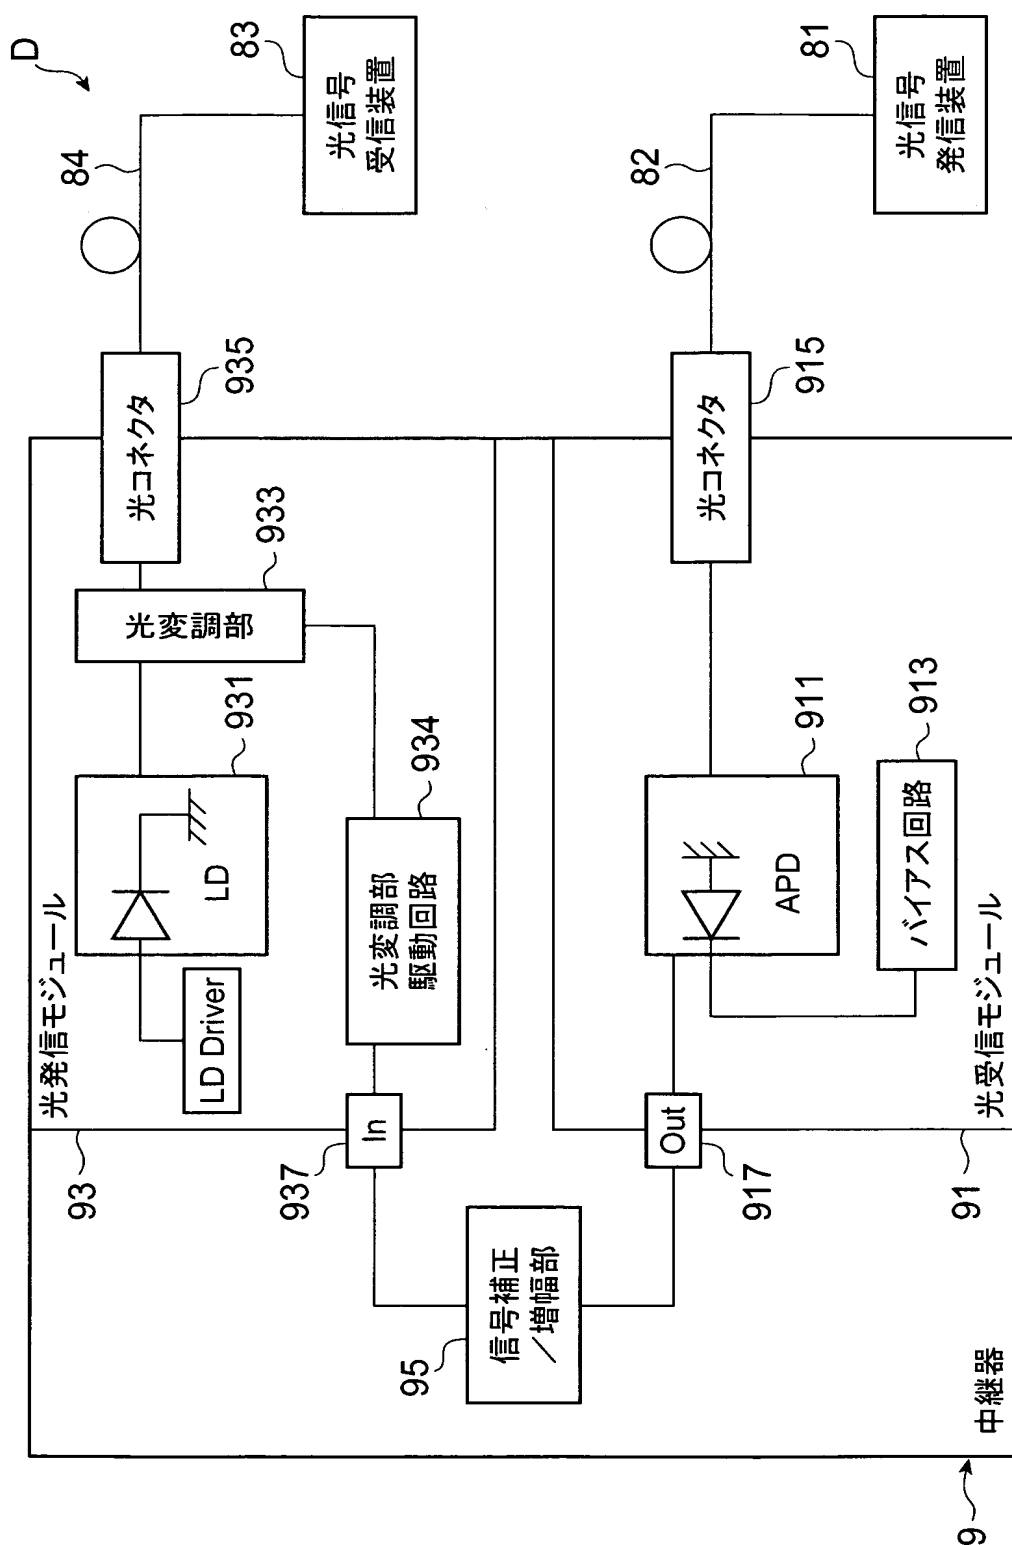 D
83
光信号
受信装置
84
935
光コネクタ
933
光変調部
931
LD
LD Driver
934
光変調部
駆動回路
光発信モジュール
937
In
93
81
光信号
発信装置
82
915
光コネクタ
911
APD
913
バイアス回路
光受信モジュール
917
Out
91
95
信号補正
／増幅部
中継器
9